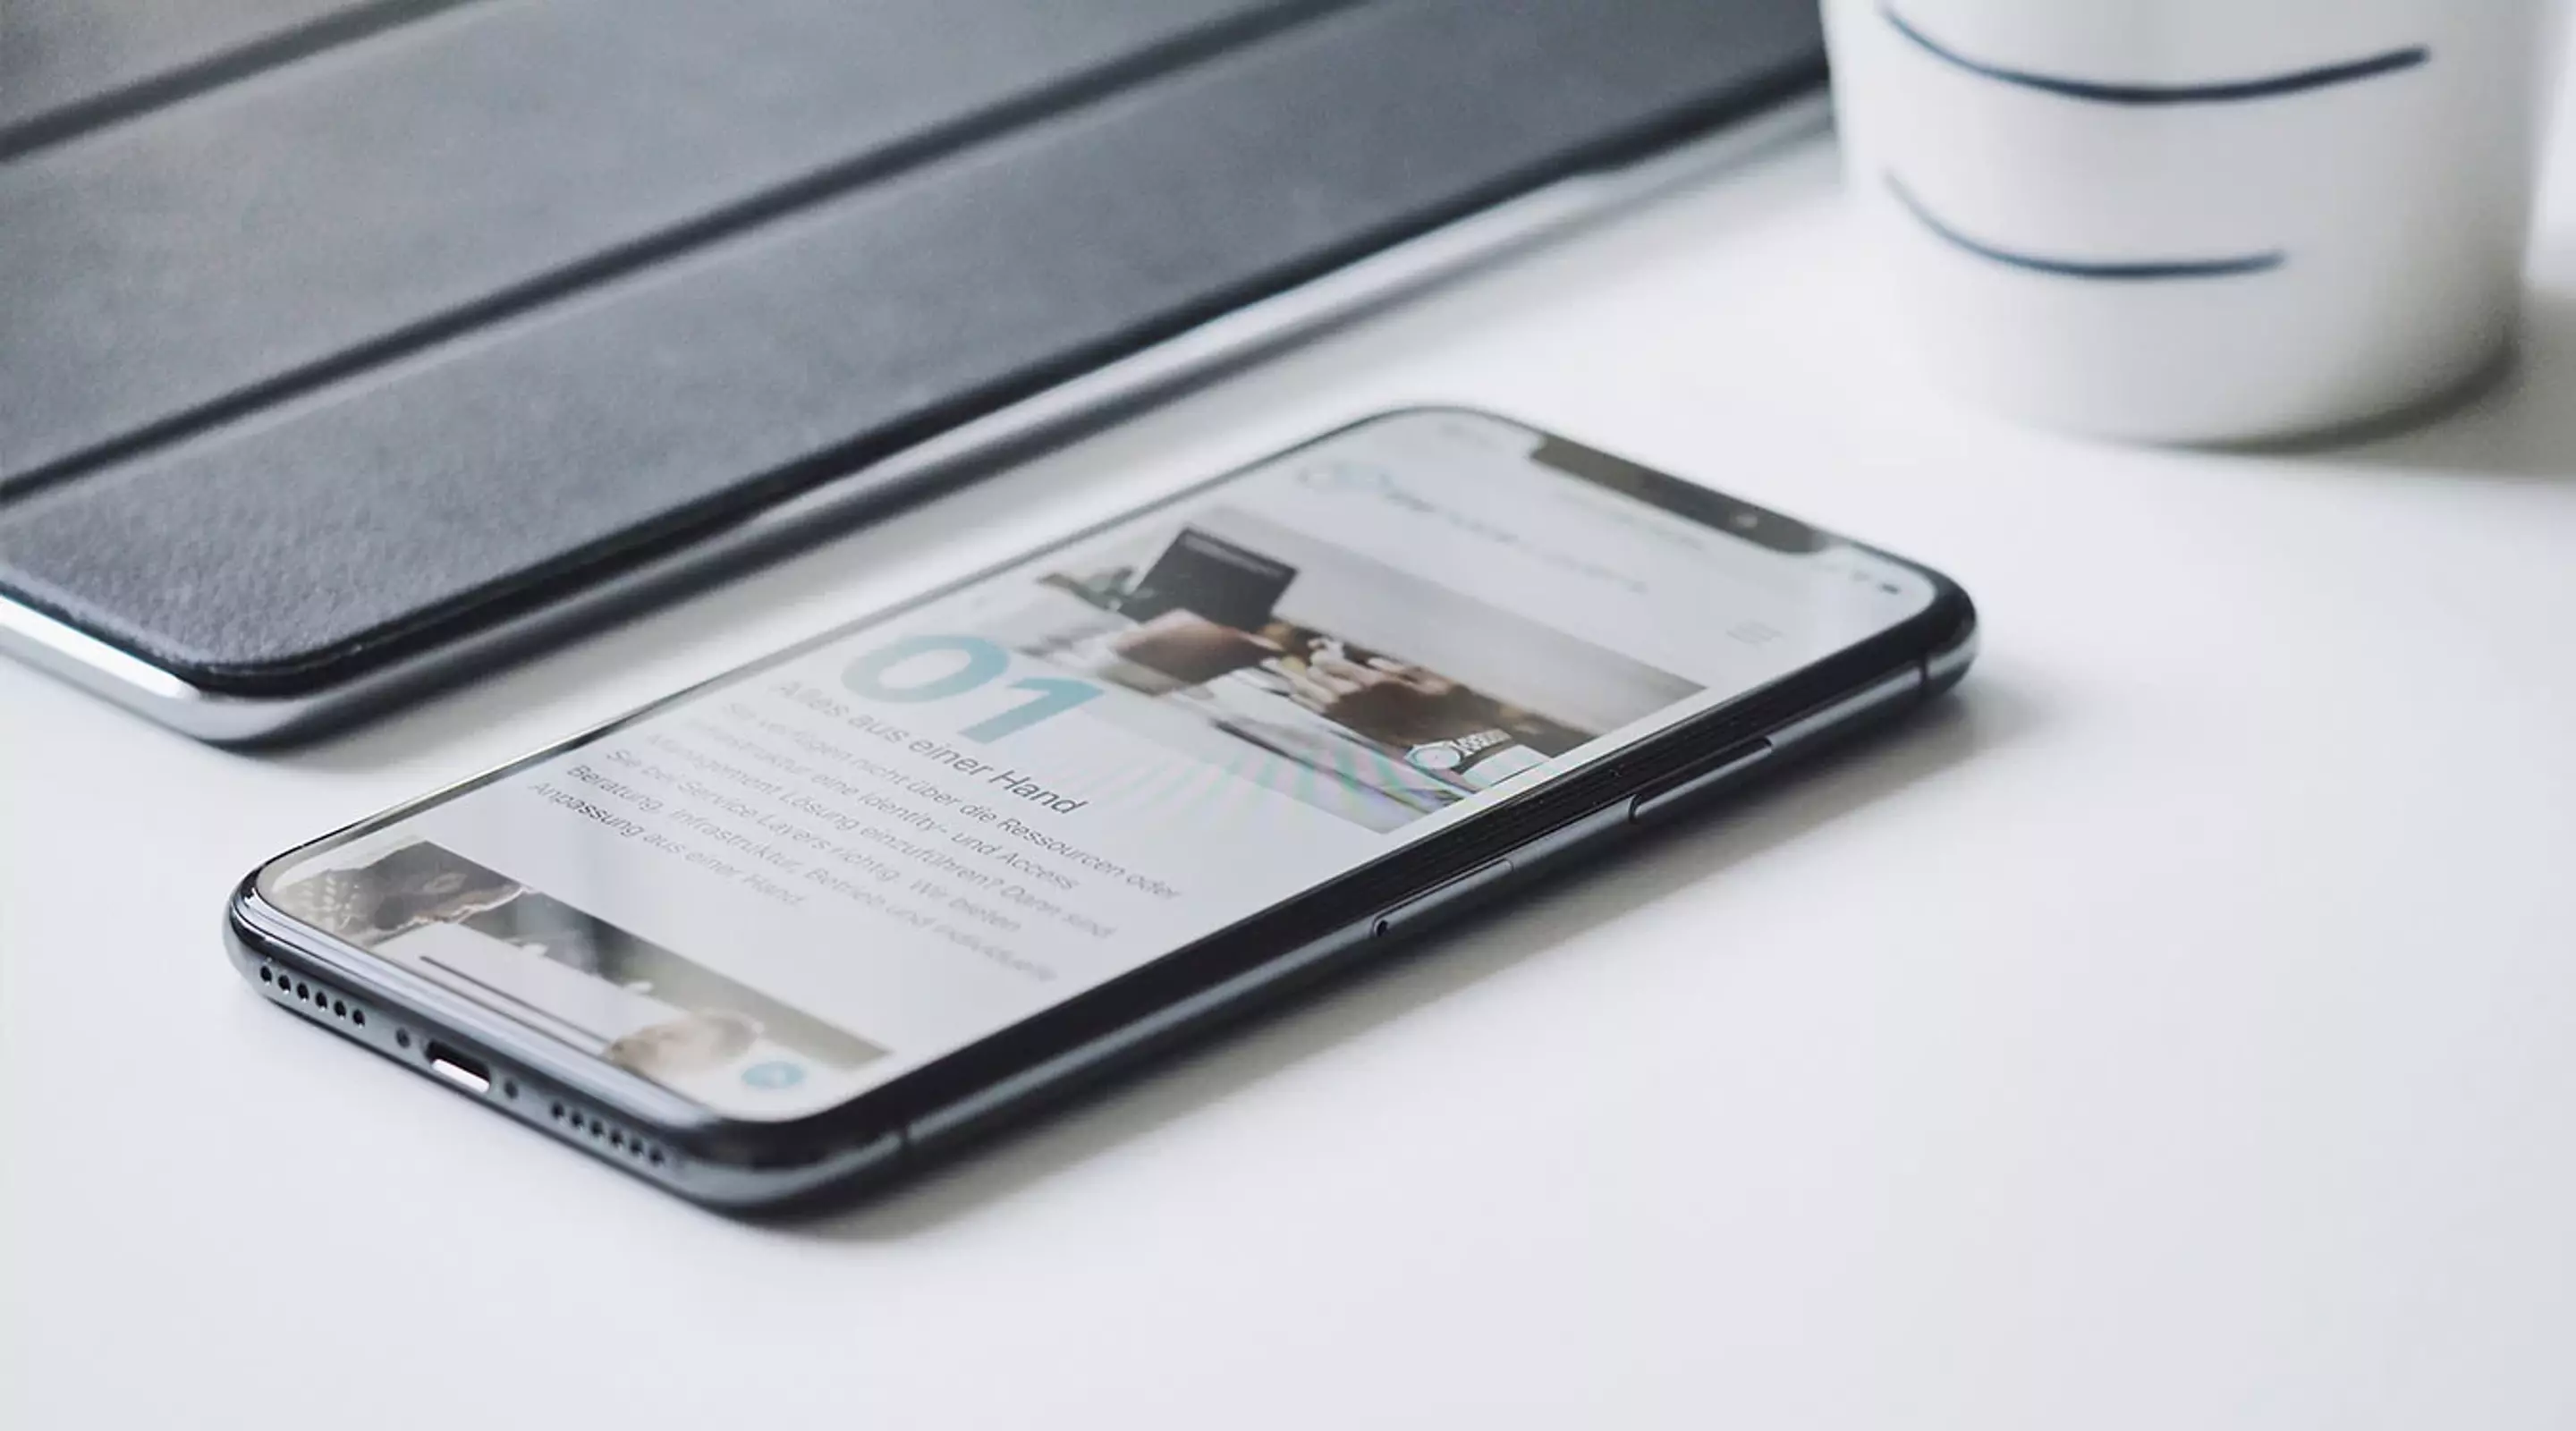 01
Alles aus einer Hand
Sie verfügen nicht über die Ressourcen oder
Infrastruktur eine Identity- und Access
Management Lösung einzuführen? Dann sind
Sie bei Service Layers richtig. Wir bieten
Beratung, Infrastruktur, Betrieb und individuelle
Anpassung aus einer Hand.